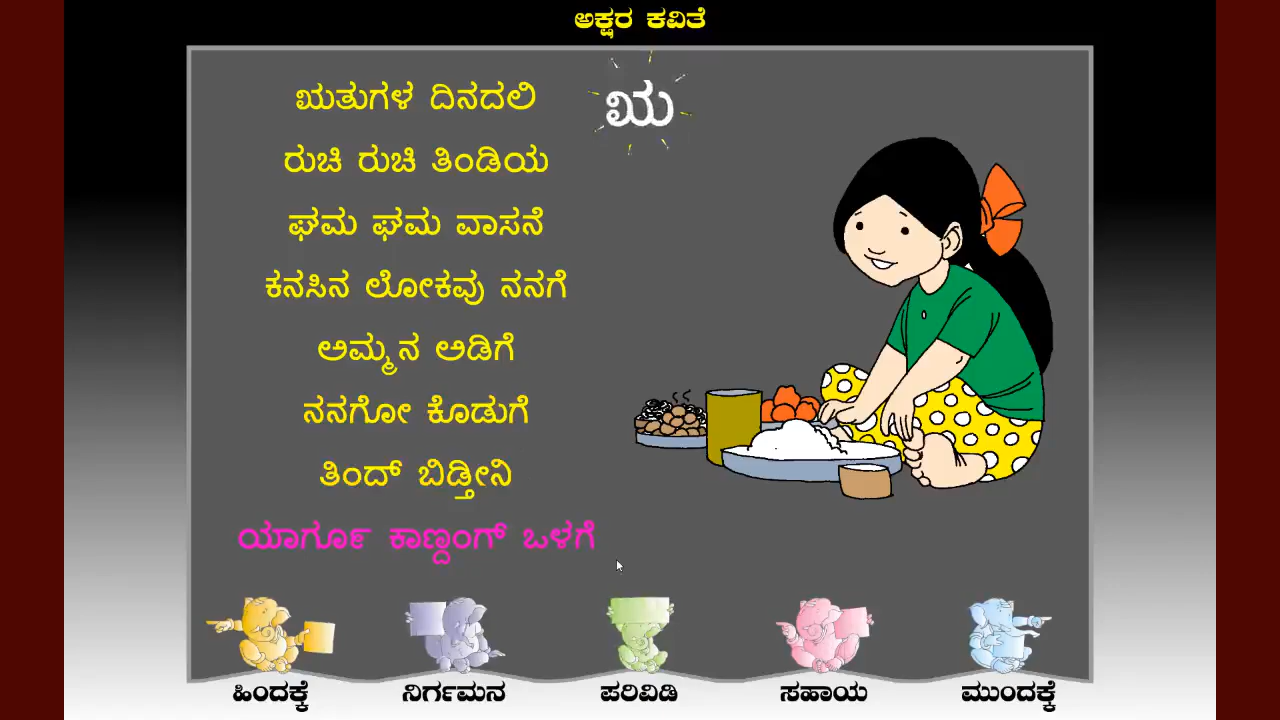 ಅಕ್ಷರ ಕವಿತೆ
ಋ
ಋತುಗಳ ದಿನದಲಿ
ರುಚಿ ರುಚಿ ತಿಂಡಿಯ
ಘಮ ಘಮ ವಾಸನೆ
ಕನಸಿನ ಲೋಕವು ನನಗೆ
ಅಮ್ಮನ ಅಡಿಗೆ
ನನಗೋ ಕೊಡುಗೆ
ತಿಂದ್ ಬಿಡ್ತೀನಿ
ಯಾರ್ಗೂ ಕಾಣ್ದಂಗ್ ಒಳಗೆ
ಹಿಂದಕ್ಕೆ
ನಿರ್ಗಮನ
ಪರಿವಿಡಿ
ಸಹಾಯ
ಮುಂದಕ್ಕೆ